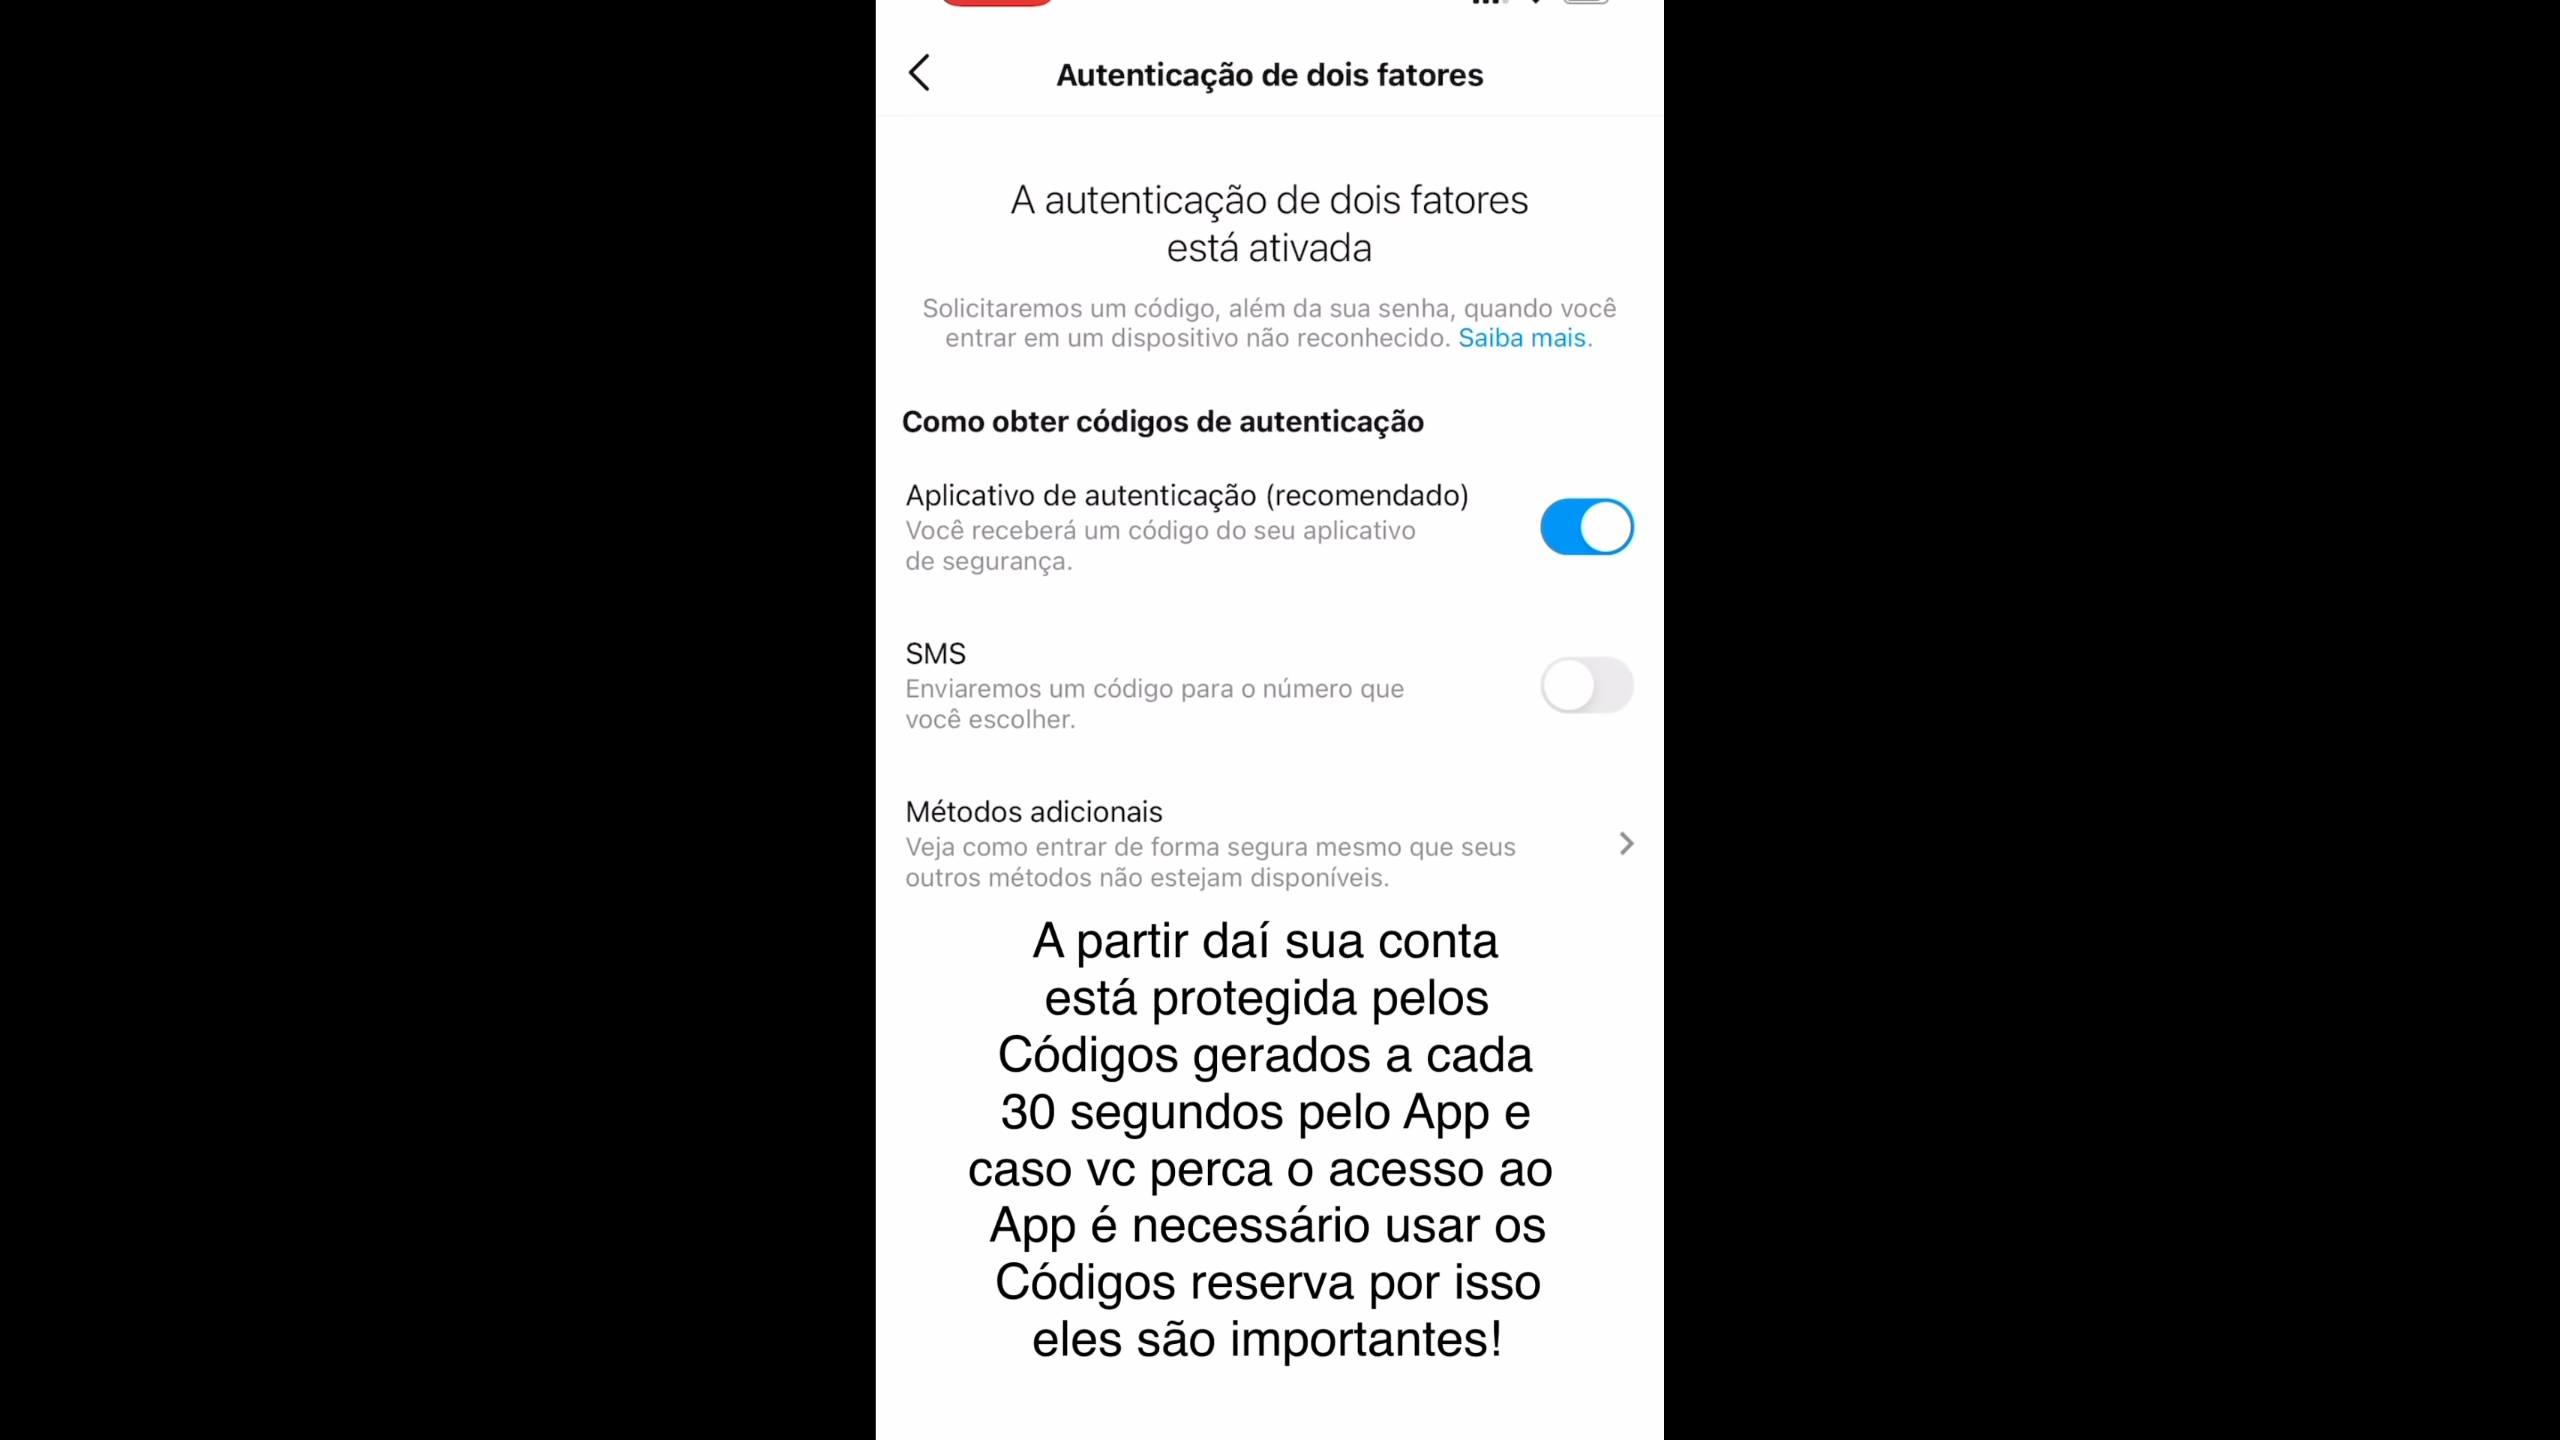 Autenticação de dois fatores
A autenticação de dois fatores
está ativada
Solicitaremos um código, além da sua senha, quando você
entrar em um dispositivo não reconhecido. Saiba mais.
Como obter códigos de autenticação
Aplicativo de autenticação (recomendado)
Você receberá um código do seu aplicativo
de segurança.
SMS
Enviaremos um código para o número que
você escolher.
Métodos adicionais
Veja como entrar de forma segura mesmo que seus
outros métodos não estejam disponíveis.
A partir daí sua conta
está protegida pelos
Códigos gerados a cada
30 segundos pelo App e
caso vc perca o acesso ao
App é necessário usar os
Códigos reserva por isso
eles são importantes!